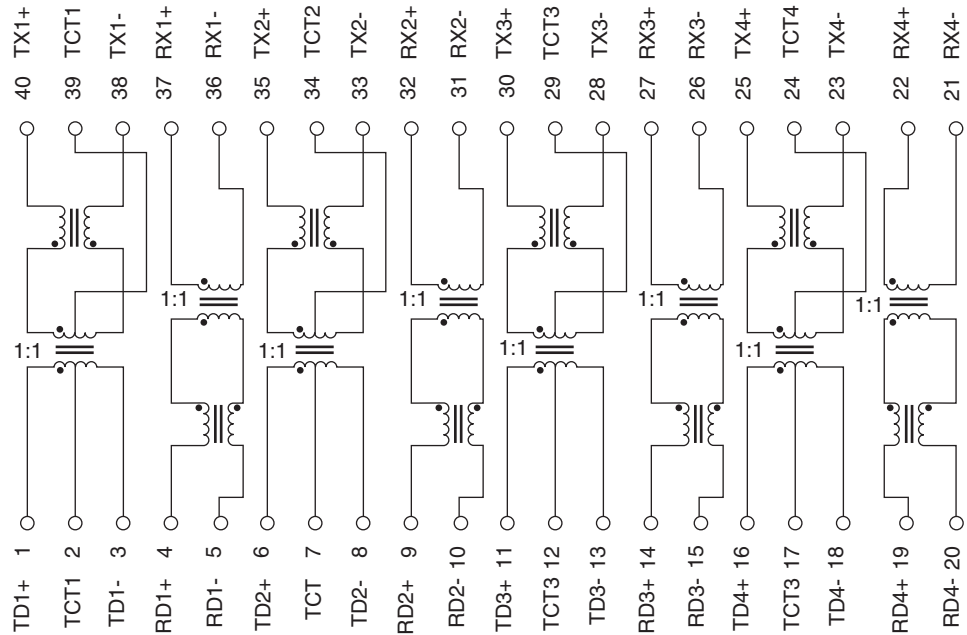 TX1+ TCT1 TX1- RX1+ RX1- TX2+ TCT2 TX2- RX2+ RX2- TX3+ TCT3 TX3- RX3+ RX3- TX4+ TCT4 TX4- RX4+ RX4-
40 39 38 37 36 35 34 33 32 31 30 29 28 27 26 25 24 23 22 21
1:1 1:1 1:1 1:1
1:1 1:1 1:1 1:1
1 2 3 4 5 6 7 8 9 10 11 12 13 14 15 16 17 18 19 20
TD1+ TCT1 TD1- RD1+ RD1- TD2+ TCT TD2- RD2+ RD2- TD3+ TCT3 TD3- RD3+ RD3- TD4+ TCT3 TD4- RD4+ RD4-